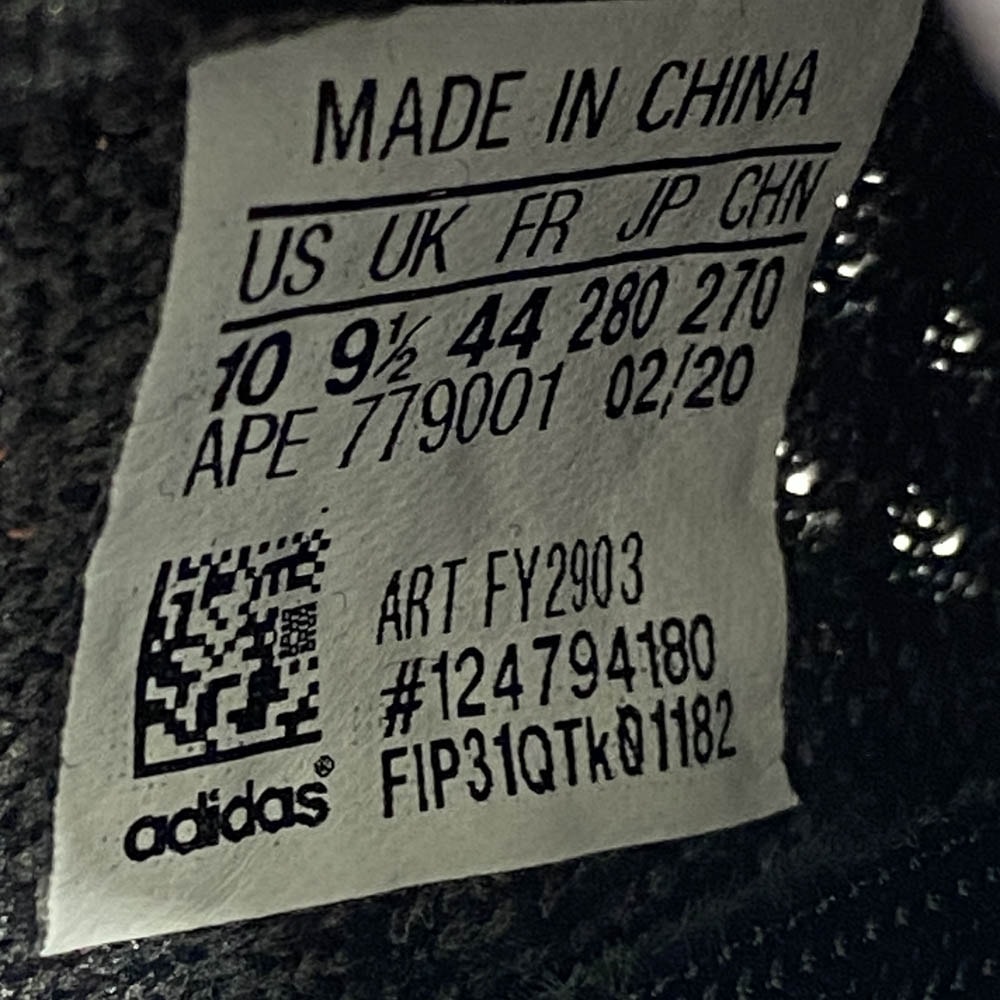 MADE IN CHINA
US UK FR JP CHN
10 9½ 44 280 270
APE 779001 02/20
ART FY2903
#124794180
FIP31QTk01182
adidas®